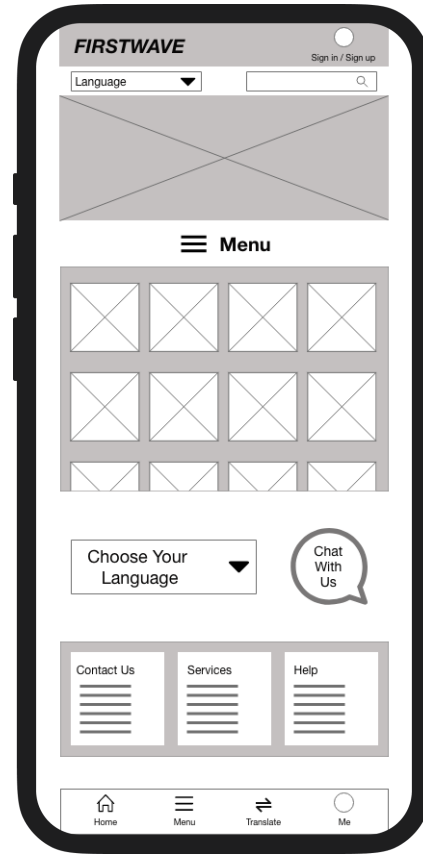 FIRSTWAVE
Sign in / Sign up
Language
Menu
Choose Your
Language
Chat
With
Us
Contact Us
Services
Help
Home
Menu
Translate
Me